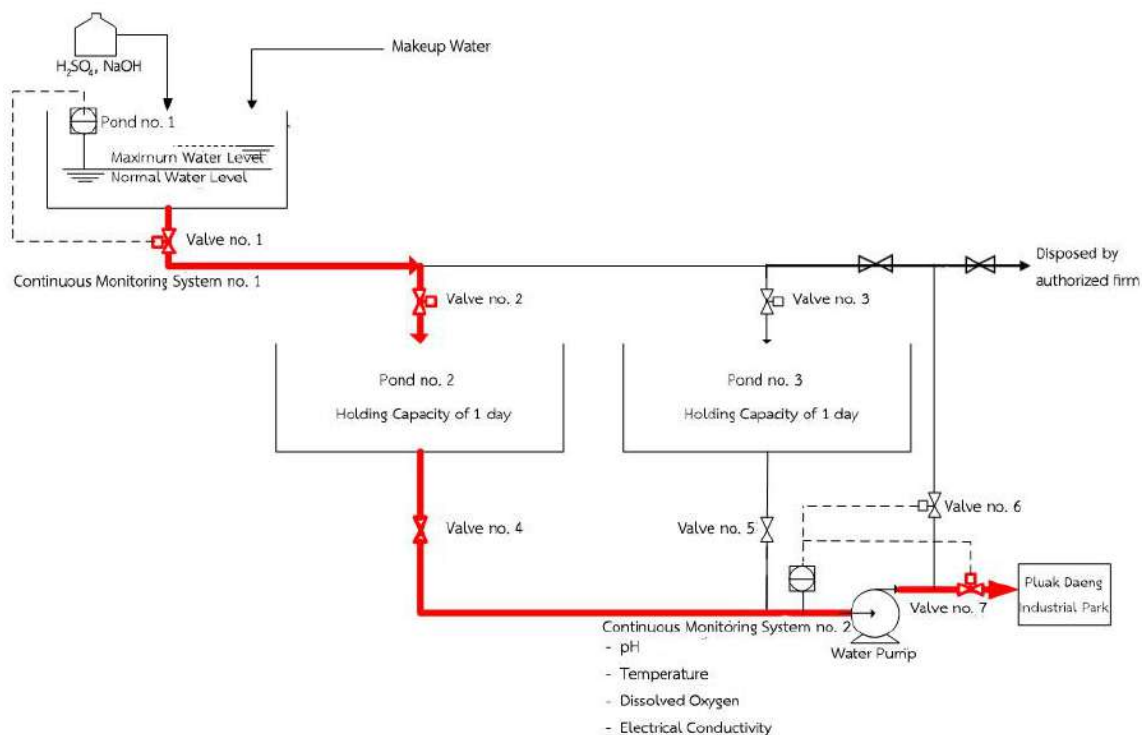 Makeup Water
H₂SO₄, NaOH
Pond no. 1
Maximum Water Level
Normal Water Level
Valve no. 1
Continuous Monitoring System no. 1
Disposed by
authorized firm
Valve no. 2
Valve no. 3
Pond no. 2
Holding Capacity of 1 day
Pond no. 3
Holding Capacity of 1 day
Valve no. 4
Valve no. 5
Valve no. 6
Pluak Daeng
Industrial Park
Valve no. 7
Continuous Monitoring System no. 2
Water Pump
- pH
- Temperature
- Dissolved Oxygen
- Electrical Conductivity